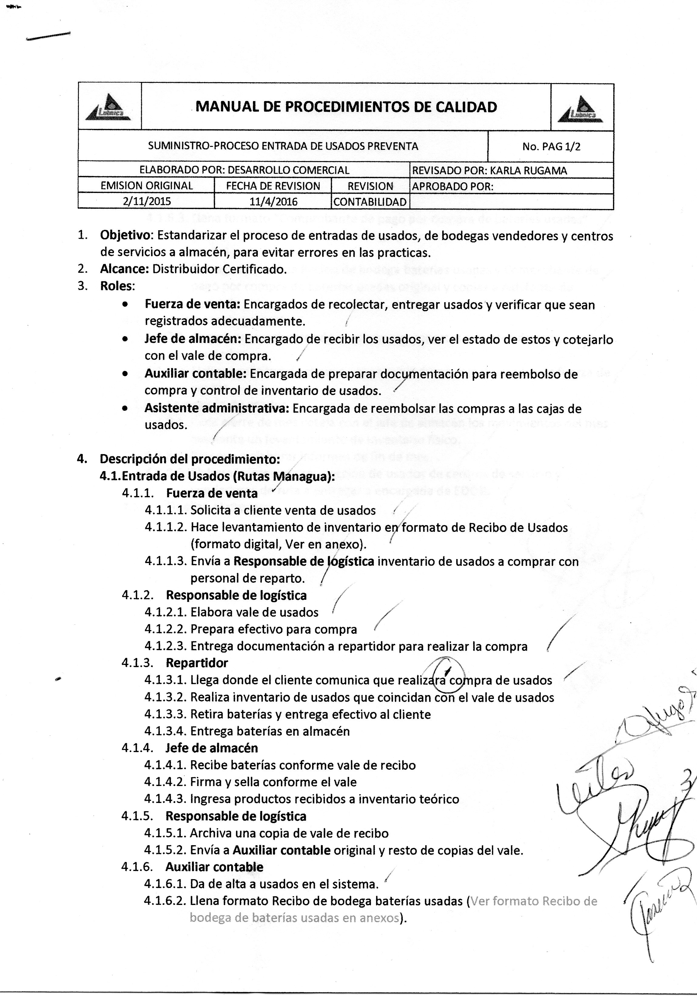 Lubnica
MANUAL DE PROCEDIMIENTOS DE CALIDAD
Lubnica
SUMINISTRO-PROCESO ENTRADA DE USADOS PREVENTA
No. PAG 1/2
ELABORADO POR: DESARROLLO COMERCIAL
REVISADO POR: KARLA RUGAMA
EMISION ORIGINAL
FECHA DE REVISION
REVISION
APROBADO POR:
2/11/2015
11/4/2016
CONTABILIDAD
1. Objetivo: Estandarizar el proceso de entradas de usados, de bodegas vendedores y centros
de servicios a almacén, para evitar errores en las practicas.
2. Alcance: Distribuidor Certificado.
3. Roles:
• Fuerza de venta: Encargados de recolectar, entregar usados y verificar que sean
registrados adecuadamente.
• Jefe de almacén: Encargado de recibir los usados, ver el estado de estos y cotejarlo
con el vale de compra.
• Auxiliar contable: Encargada de preparar documentación para reembolso de
compra y control de inventario de usados.
• Asistente administrativa: Encargada de reembolsar las compras a las cajas de
usados.
4. Descripción del procedimiento:
4.1.Entrada de Usados (Rutas Managua):
4.1.1. Fuerza de venta
4.1.1.1. Solicita a cliente venta de usados
4.1.1.2. Hace levantamiento de inventario en formato de Recibo de Usados
(formato digital, Ver en anexo).
4.1.1.3. Envía a Responsable de logística inventario de usados a comprar con
personal de reparto.
4.1.2. Responsable de logística
4.1.2.1. Elabora vale de usados
4.1.2.2. Prepara efectivo para compra
4.1.2.3. Entrega documentación a repartidor para realizar la compra
4.1.3. Repartidor
4.1.3.1. Llega donde el cliente comunica que realizara compra de usados
4.1.3.2. Realiza inventario de usados que coincidan con el vale de usados
4.1.3.3. Retira baterías y entrega efectivo al cliente
4.1.3.4. Entrega baterías en almacén
4.1.4. Jefe de almacén
4.1.4.1. Recibe baterías conforme vale de recibo
4.1.4.2. Firma y sella conforme el vale
4.1.4.3. Ingresa productos recibidos a inventario teórico
4.1.5. Responsable de logística
4.1.5.1. Archiva una copia de vale de recibo
4.1.5.2. Envía a Auxiliar contable original y resto de copias del vale.
4.1.6. Auxiliar contable
4.1.6.1. Da de alta a usados en el sistema.
4.1.6.2. Llena formato Recibo de bodega baterías usadas (Ver formato Recibo de
bodega de baterías usadas en anexos).